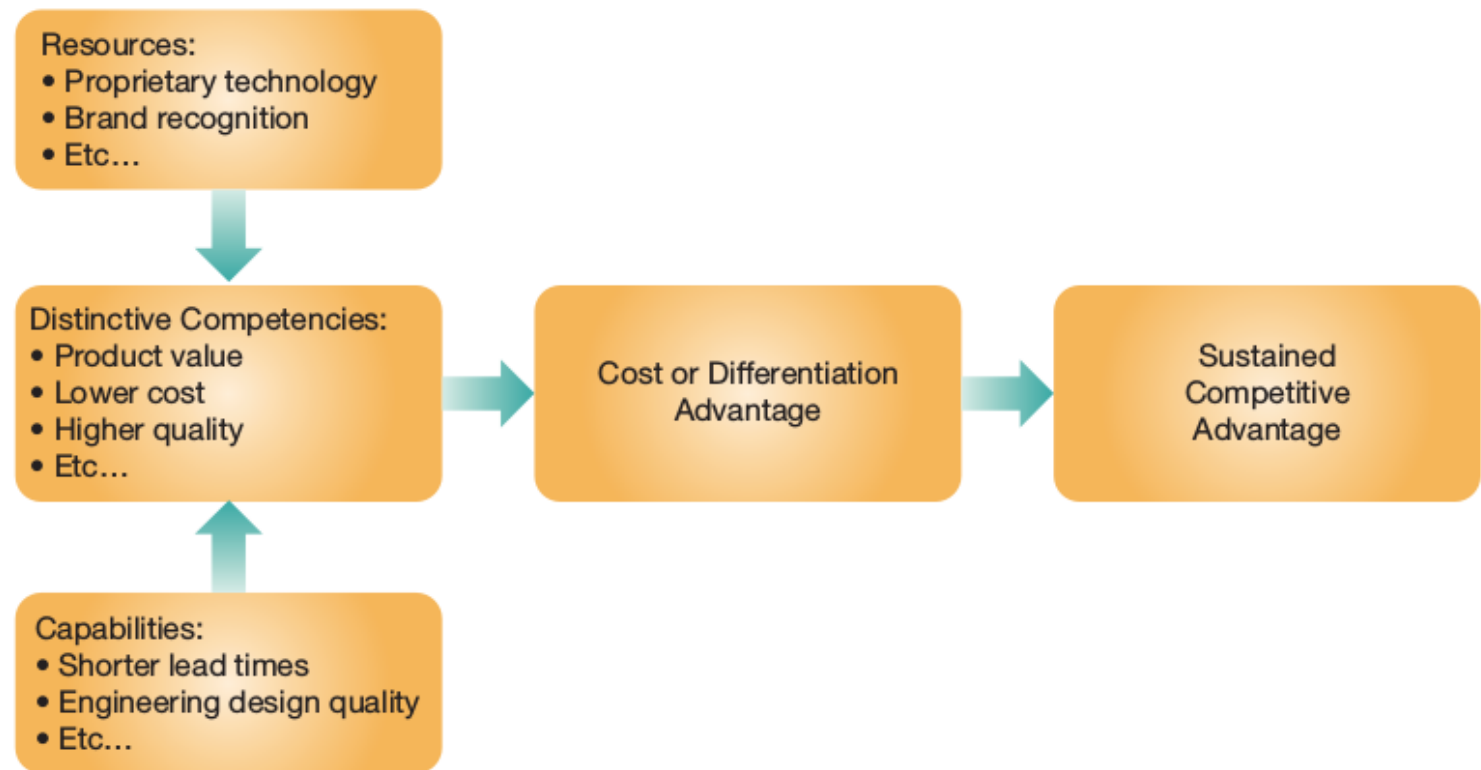 Resources:
• Proprietary technology
• Brand recognition
• Etc…
Distinctive Competencies:
• Product value
• Lower cost
• Higher quality
• Etc…
Cost or Differentiation
Advantage
Sustained
Competitive
Advantage
Capabilities:
• Shorter lead times
• Engineering design quality
• Etc…